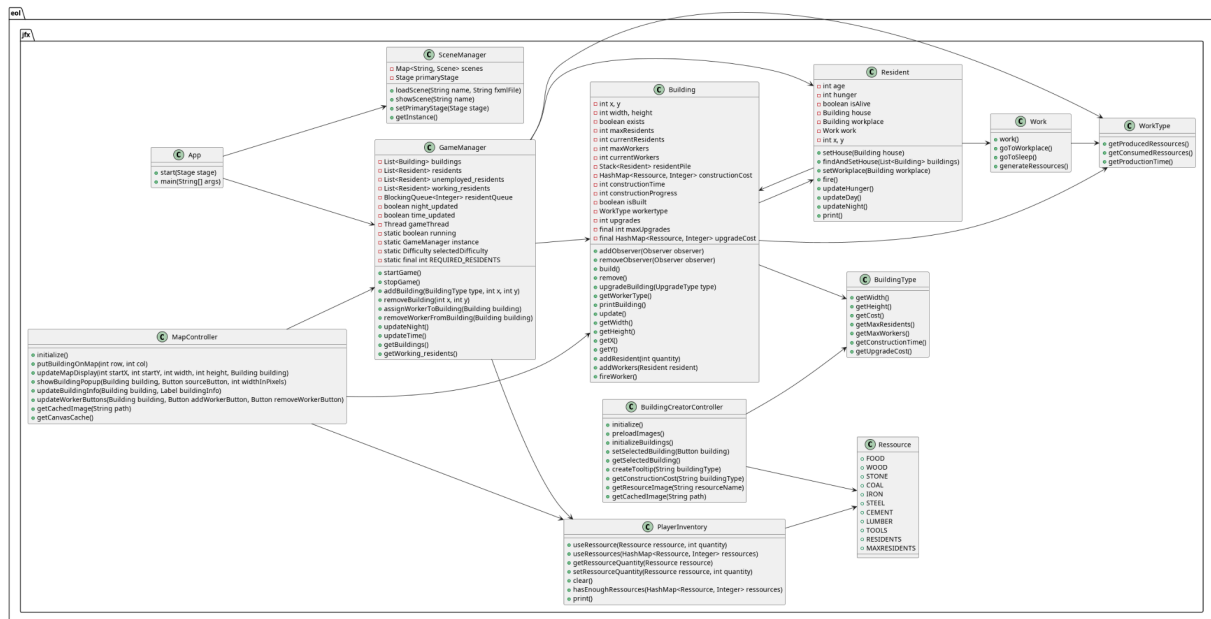 eol
jfx
C SceneManager
Map<String, Scene> scenes
Stage primaryStage
loadScene(String name, String fxmlFile)
showScene(String name)
setPrimaryStage(Stage stage)
getInstance()
C App
start(Stage stage)
main(String[] args)
C GameManager
List<Building> buildings
List<Resident> residents
List<Resident> unemployed_residents
List<Resident> working_residents
BlockingQueue<Integer> residentQueue
boolean night_updated
boolean time_updated
Thread gameThread
static boolean running
static GameManager instance
static Difficulty selectedDifficulty
static final int REQUIRED_RESIDENTS
startGame()
stopGame()
addBuilding(BuildingType type, int x, int y)
removeBuilding(int x, int y)
assignWorkerToBuilding(Building building)
removeWorkerFromBuilding(Building building)
updateNight()
updateTime()
getBuildings()
getWorking_residents()
C MapController
initialize()
putBuildingOnMap(int row, int col)
updateMapDisplay(int startX, int startY, int width, int height, Building building)
showBuildingPopup(Building building, Button sourceButton, int widthInPixels)
updateBuildingInfo(Building building, Label buildingInfo)
updateWorkerButtons(Building building, Button addWorkerButton, Button removeWorkerButton)
getCachedImage(String path)
getCanvasCache()
C Building
int x, y
int width, height
boolean exists
int maxResidents
int currentResidents
int maxWorkers
int currentWorkers
Stack<Resident> residentPile
HashMap<Ressource, Integer> constructionCost
int constructionTime
int constructionProgress
boolean isBuilt
WorkType workertype
int upgrades
final int maxUpgrades
final HashMap<Ressource, Integer> upgradeCost
addObserver(Observer observer)
removeObserver(Observer observer)
build()
remove()
upgradeBuilding(UpgradeType type)
getWorkerType()
printBuilding()
update()
getWidth()
getHeight()
getX()
getY()
addResident(int quantity)
addWorkers(Resident resident)
fireWorker()
C Resident
int age
int hunger
boolean isAlive
Building house
Building workplace
Work work
int x, y
setHouse(Building house)
findAndSetHouse(List<Building> buildings)
setWorkplace(Building workplace)
fire()
updateHunger()
updateDay()
updateNight()
print()
C Work
work()
goToWorkplace()
goToSleep()
generateRessources()
C WorkType
getProducedRessources()
getConsumedRessources()
getProductionTime()
C BuildingType
getWidth()
getHeight()
getCost()
getMaxResidents()
getMaxWorkers()
getConstructionTime()
getUpgradeCost()
C BuildingCreatorController
initialize()
preloadImages()
initializeBuildings()
setSelectedBuilding(Button building)
getSelectedBuilding()
createTooltip(String buildingType)
getConstructionCost(String buildingType)
getResourceImage(String resourceName)
getCachedImage(String path)
C Ressource
FOOD
WOOD
STONE
COAL
IRON
STEEL
CEMENT
LUMBER
TOOLS
RESIDENTS
MAXRESIDENTS
C PlayerInventory
useRessource(Ressource ressource, int quantity)
useRessources(HashMap<Ressource, Integer> ressources)
getRessourceQuantity(Ressource ressource)
setRessourceQuantity(Ressource ressource, int quantity)
clear()
hasEnoughRessources(HashMap<Ressource, Integer> ressources)
print()